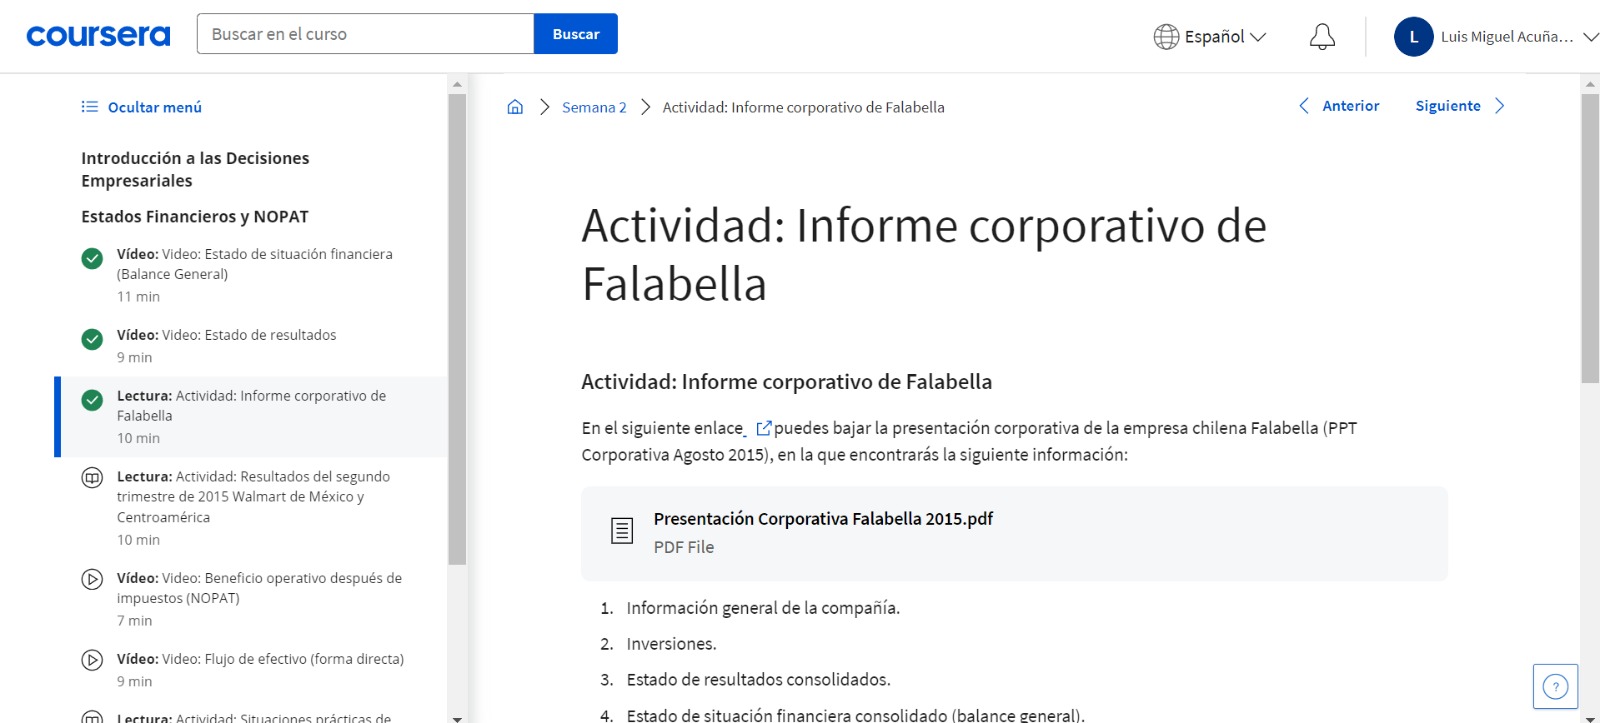 coursera
Buscar en el curso
Buscar
Español
L
Luis Miguel Acuña...
Ocultar menú
Introducción a las Decisiones
Empresariales
Estados Financieros y NOPAT
Vídeo: Video: Estado de situación financiera
(Balance General)
11 min
Vídeo: Video: Estado de resultados
9 min
Lectura: Actividad: Informe corporativo de
Falabella
10 min
Lectura: Actividad: Resultados del segundo
trimestre de 2015 Walmart de México y
Centroamérica
10 min
Vídeo: Video: Beneficio operativo después de
impuestos (NOPAT)
7 min
Vídeo: Video: Flujo de efectivo (forma directa)
9 min
Lectura: Actividad: Situaciones prácticas de
Semana 2
Actividad: Informe corporativo de Falabella
Anterior
Siguiente
Actividad: Informe corporativo de
Falabella
Actividad: Informe corporativo de Falabella
En el siguiente enlace puedes bajar la presentación corporativa de la empresa chilena Falabella (PPT
Corporativa Agosto 2015), en la que encontrarás la siguiente información:
Presentación Corporativa Falabella 2015.pdf
PDF File
1. Información general de la compañía.
2. Inversiones.
3. Estado de resultados consolidados.
4. Estado de situación financiera consolidado (balance general).
?